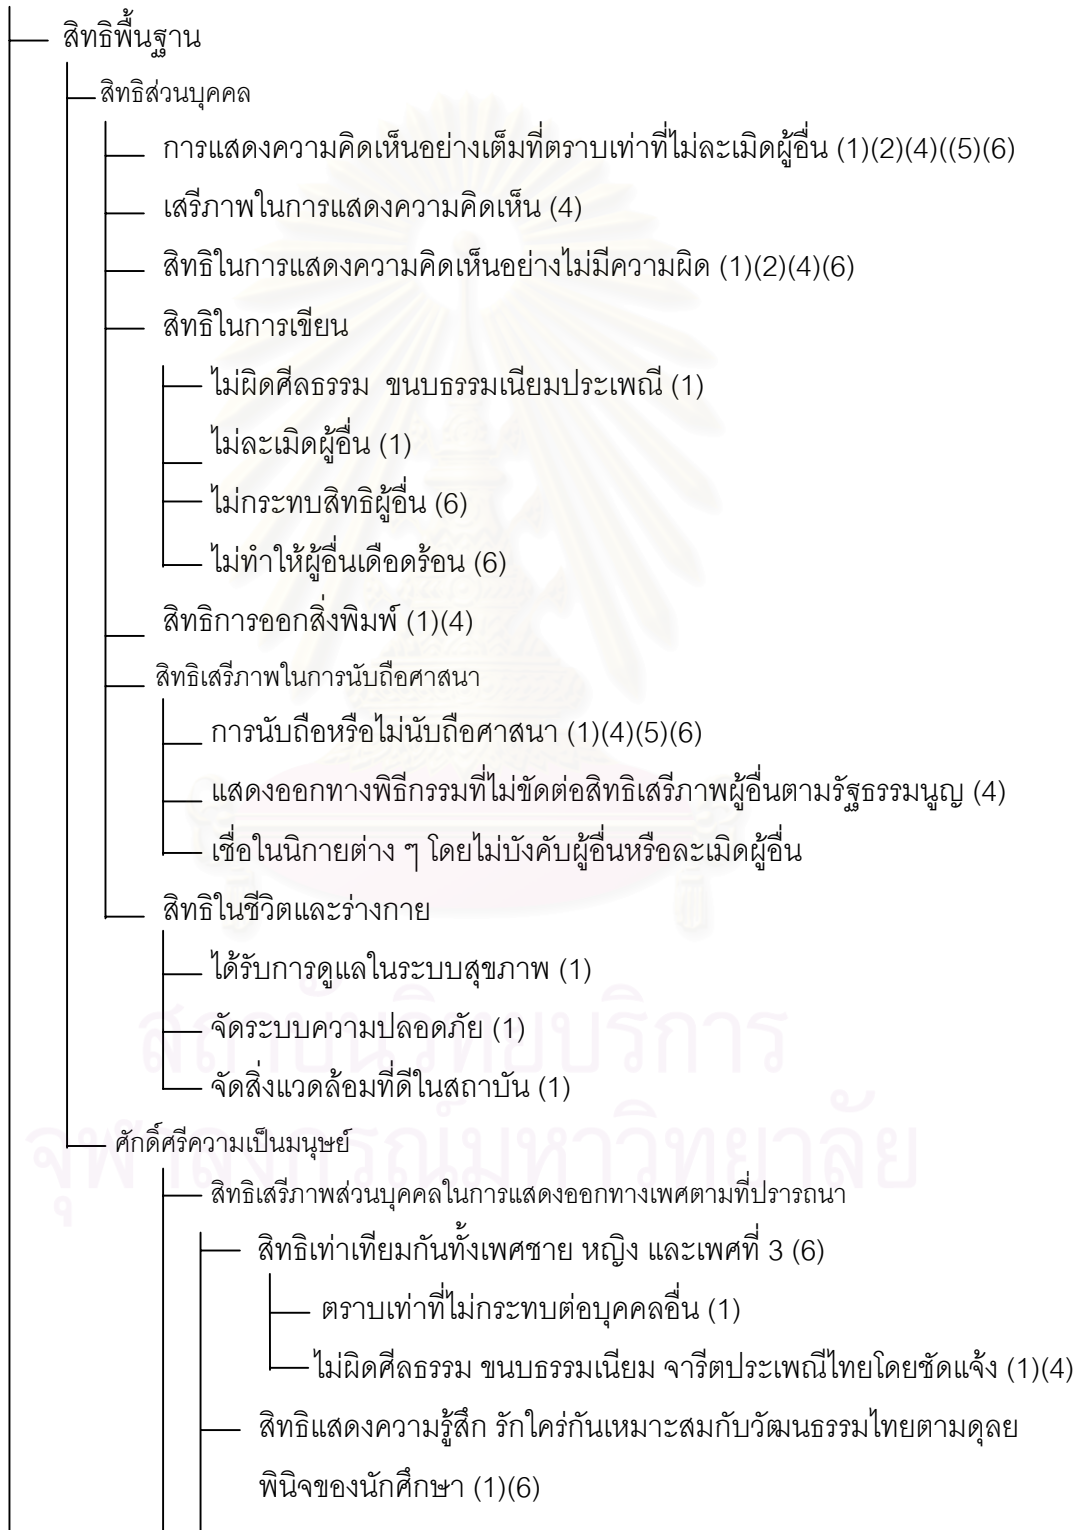 สิทธิพื้นฐาน
สิทธิส่วนบุคคล
การแสดงความคิดเห็นอย่างเต็มที่ตราบเท่าที่ไม่ละเมิดผู้อื่น (1)(2)(4)((5)(6)
เสรีภาพในการแสดงความคิดเห็น (4)
สิทธิในการแสดงความคิดเห็นอย่างไม่มีความผิด (1)(2)(4)(6)
สิทธิในการเขียน
ไม่ผิดศีลธรรม ขนบธรรมเนียมประเพณี (1)
ไม่ละเมิดผู้อื่น (1)
ไม่กระทบสิทธิผู้อื่น (6)
ไม่ทำให้ผู้อื่นเดือดร้อน (6)
สิทธิการออกสิ่งพิมพ์ (1)(4)
สิทธิเสรีภาพในการนับถือศาสนา
การนับถือหรือไม่นับถือศาสนา (1)(4)(5)(6)
แสดงออกทางพิธีกรรมที่ไม่ขัดต่อสิทธิเสรีภาพผู้อื่นตามรัฐธรรมนูญ (4)
เชื่อในนิกายต่าง ๆ โดยไม่บังคับผู้อื่นหรือละเมิดผู้อื่น
สิทธิในชีวิตและร่างกาย
ได้รับการดูแลในระบบสุขภาพ (1)
จัดระบบความปลอดภัย (1)
สถาบันวิทยบริการ
จัดสิ่งแวดล้อมที่ดีในสถาบัน (1)
ศักดิ์ศรีความเป็นมนุษย์
จุฬาลงกรณ์มหาวิทยาลัย
สิทธิเสรีภาพส่วนบุคคลในการแสดงออกทางเพศตามที่ปรารถนา
สิทธิเท่าเทียมกันทั้งเพศชาย หญิง และเพศที่ 3 (6)
ตราบเท่าที่ไม่กระทบต่อบุคคลอื่น (1)
ไม่ผิดศีลธรรม ขนบธรรมเนียม จารีตประเพณีไทยโดยชัดแจ้ง (1)(4)
สิทธิแสดงความรู้สึก รักใคร่กันเหมาะสมกับวัฒนธรรมไทยตามดุลย
พินิจของนักศึกษา (1)(6)